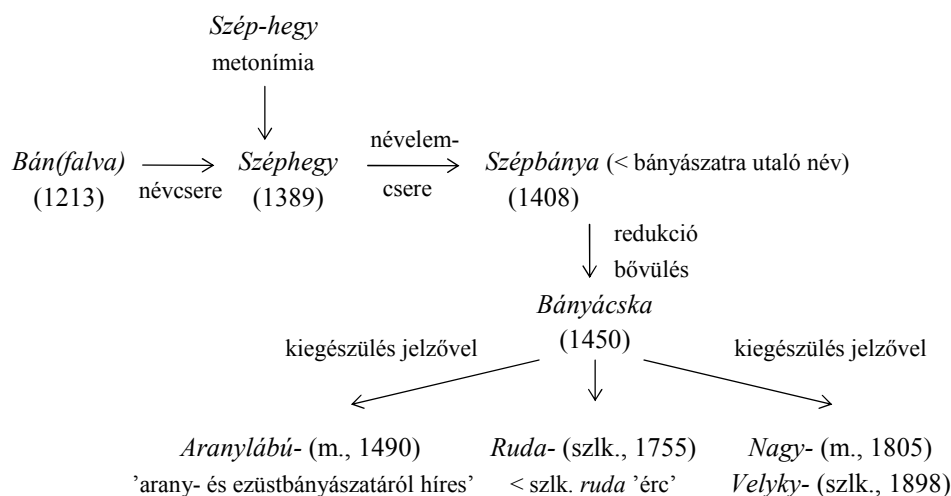 Szép-hegy
metonímia
Bán(falva)
(1213)
névcsere
Széphegy
(1389)
névelem-
csere
Szépbánya (< bányászatra utaló név)
(1408)
redukció
bővülés
Bányácska
(1450)
kiegészülés jelzővel
kiegészülés jelzővel
Aranylábú- (m., 1490)
’arany- és ezüstbányászatáról híres’
Ruda- (szlk., 1755)
< szlk. ruda ’érc’
Nagy- (m., 1805)
Velyky- (szlk., 1898)